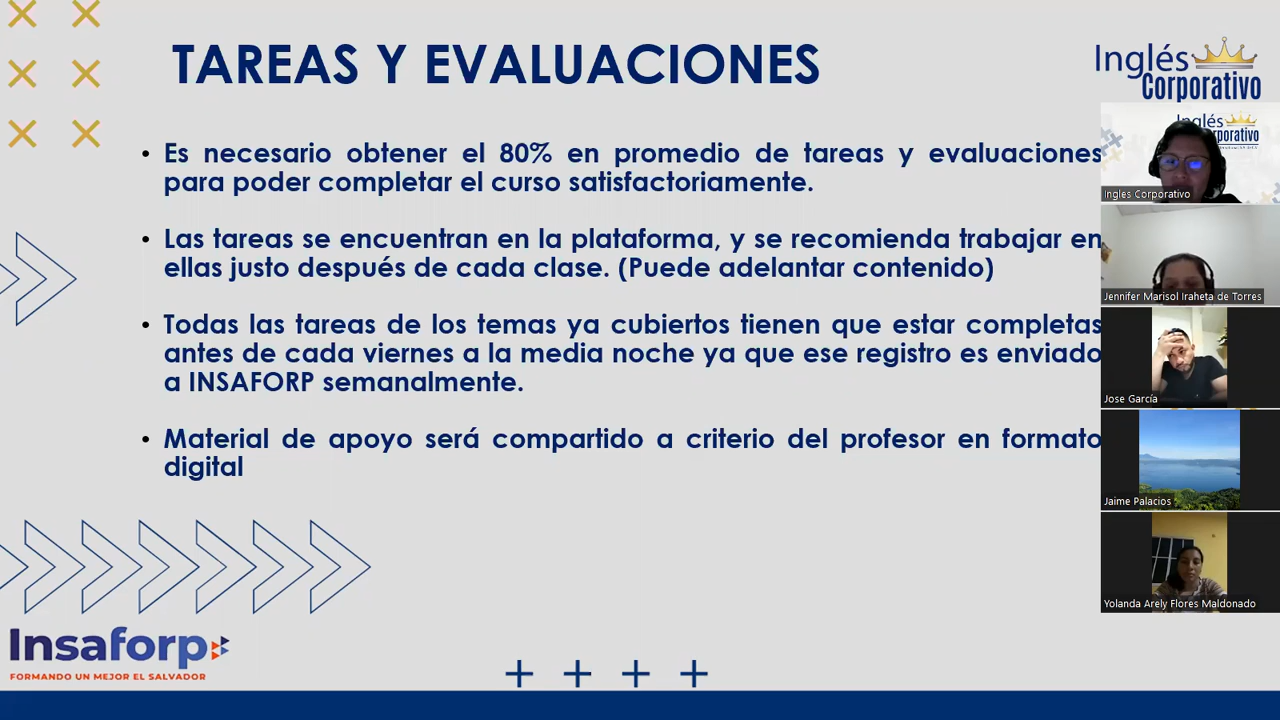 TAREAS Y EVALUACIONES
Inglés
Corporativo
• Es necesario obtener el 80% en promedio de tareas y evaluaciones
para poder completar el curso satisfactoriamente.
• Las tareas se encuentran en la plataforma, y se recomienda trabajar en
ellas justo después de cada clase. (Puede adelantar contenido)
• Todas las tareas de los temas ya cubiertos tienen que estar completas
antes de cada viernes a la media noche ya que ese registro es enviado
a INSAFORP semanalmente.
• Material de apoyo será compartido a criterio del profesor en formato
digital
Ingles Corporativo
Jennifer Marisol Iraheta de Torres
Jose García
Jaime Palacios
Yolanda Arely Flores Maldonado
Insaforp
FORMANDO UN MEJOR EL SALVADOR